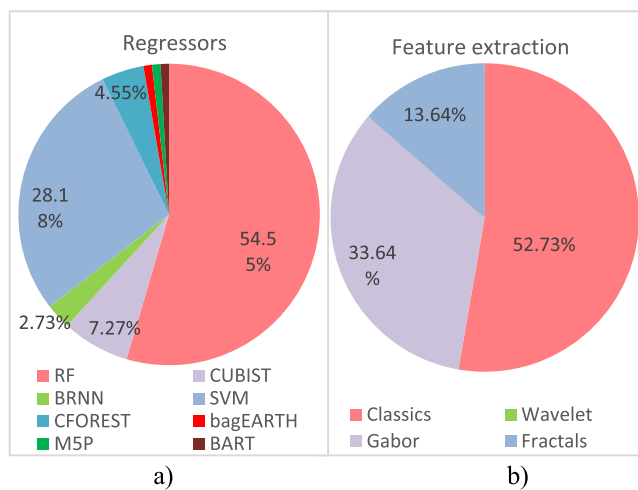 Regressors
4.55%
28.1
8%
54.5
5%
2.73%
7.27%
RF
CUBIST
BRNN
SVM
CFOREST
bagEARTH
M5P
BART
a)
Feature extraction
13.64%
52.73%
33.64
%
Classics
Wavelet
Gabor
Fractals
b)